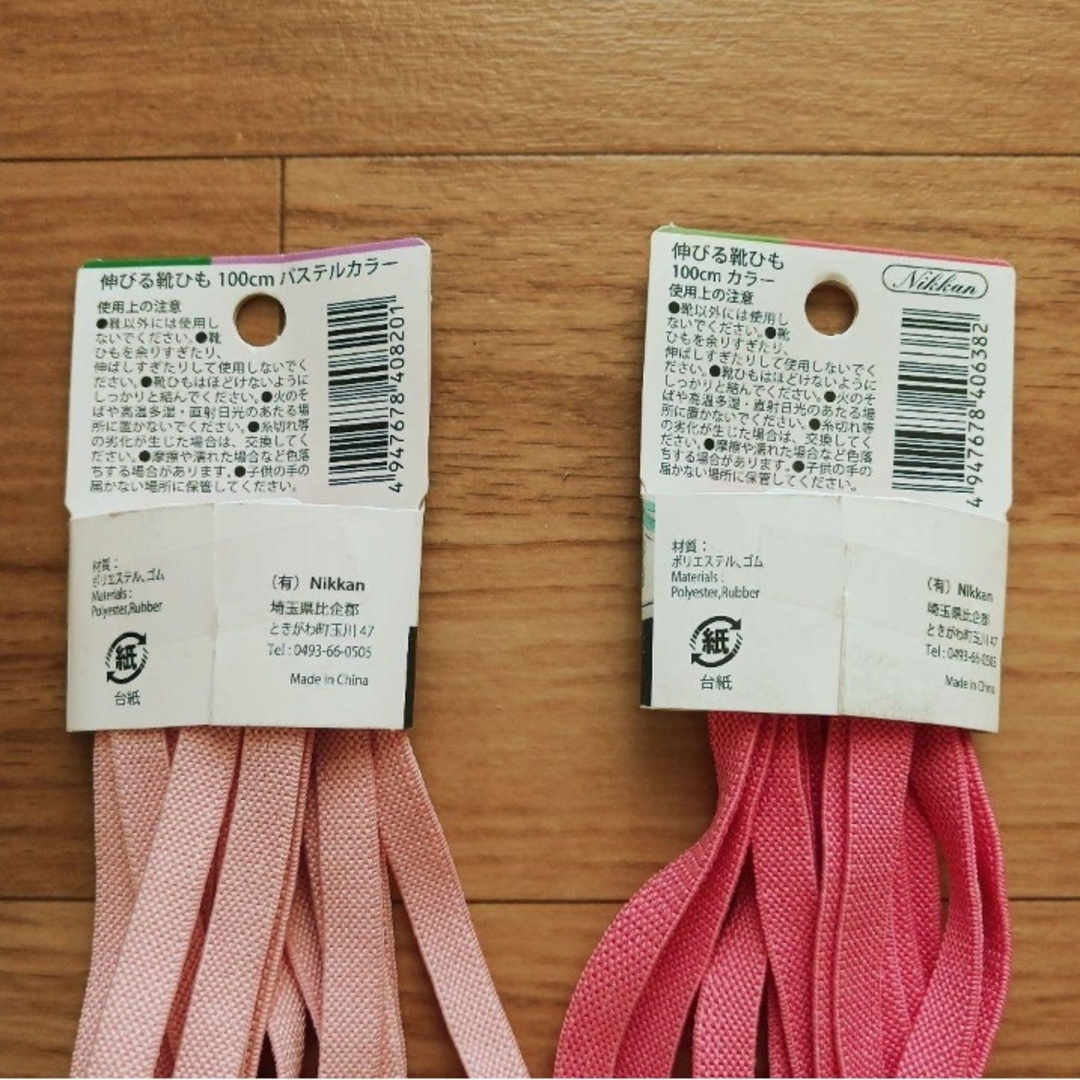 伸びる靴ひも 100cm パステルカラー
使用上の注意
●靴以外には使用し
ないでください。●靴
ひもを余りすぎたり、
伸ばしすぎたりして使用しないでく
ださい。●靴ひもはほどけないように
しっかりと結んでください。●火のそ
ばや高温多湿・直射日光のあたる場
所に置かないでください。●糸切れ等
の劣化が生じた場合は、交換してく
ださい。●摩擦や濡れた場合など色落
ちする場合があります。●子供の手の
届かない場所に保管してください。
4 947678 408201
材質：
ポリエステル、ゴム
Materials :
Polyester,Rubber
紙
台紙
（有）Nikkan
埼玉県比企郡
ときがわ町玉川 47
Tel : 0493-66-0505
Made in China
伸びる靴ひも
100cm カラー
Nikkan
使用上の注意
●靴以外には使用し
ないでください。●靴
ひもを余りすぎたり、
伸ばしすぎたりして使用しないでく
ださい。●靴ひもはほどけないように
しっかりと結んでください。●火のそ
ばや高温多湿・直射日光のあたる場
所に置かないでください。●糸切れ等
の劣化が生じた場合は、交換してく
ださい。●摩擦や濡れた場合など色落
ちする場合があります。●子供の手の
届かない場所に保管してください。
4 947678 406382
材質：
ポリエステル、ゴム
Materials :
Polyester,Rubber
紙
台紙
（有）Nikkan
埼玉県比企郡
ときがわ町玉川 47
Tel : 0493-66-0505
Made in China